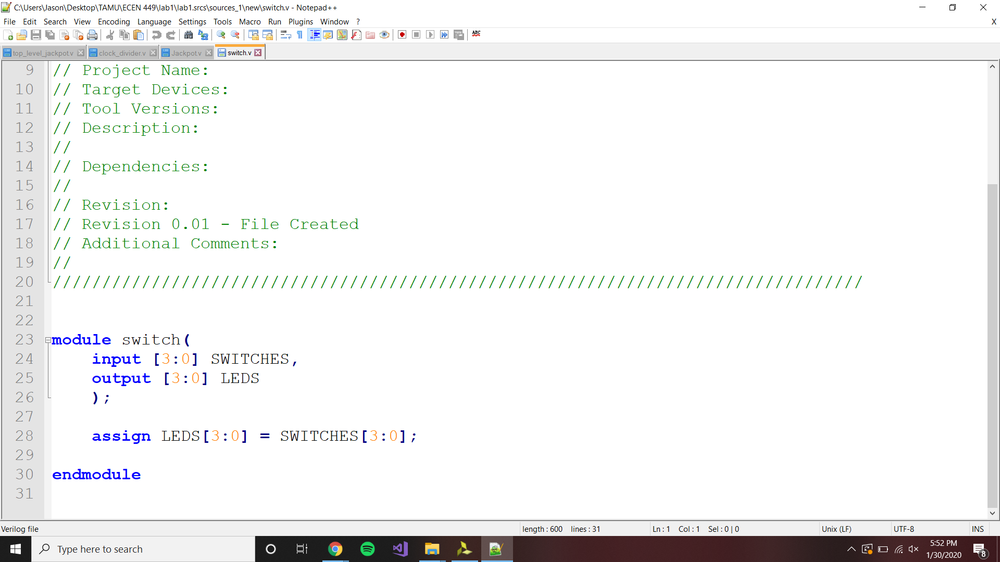 C:\Users\Jason\Desktop\TAMU\ECEN 449\lab1\lab1.srcs\sources_1\new\switch.v - Notepad++
File Edit Search View Encoding Language Settings Tools Macro Run Plugins Window ? X
ABC
top_level_jackpot.v clock_divider.v Jackpot.v switch.v
9 // Project Name:
10 // Target Devices:
11 // Tool Versions:
12 // Description:
13 //
14 // Dependencies:
15 //
16 // Revision:
17 // Revision 0.01 - File Created
18 // Additional Comments:
19 //
20 //////////////////////////////////////////////////////////////////////////////////
21
22
23 module switch(
24 input [3:0] SWITCHES,
25 output [3:0] LEDS
26 );
27
28 assign LEDS[3:0] = SWITCHES[3:0];
29
30 endmodule
31
Verilog file length : 600 lines : 31 Ln : 1 Col : 1 Sel : 0 | 0 Unix (LF) UTF-8 INS
Type here to search
5:52 PM
1/30/2020
8